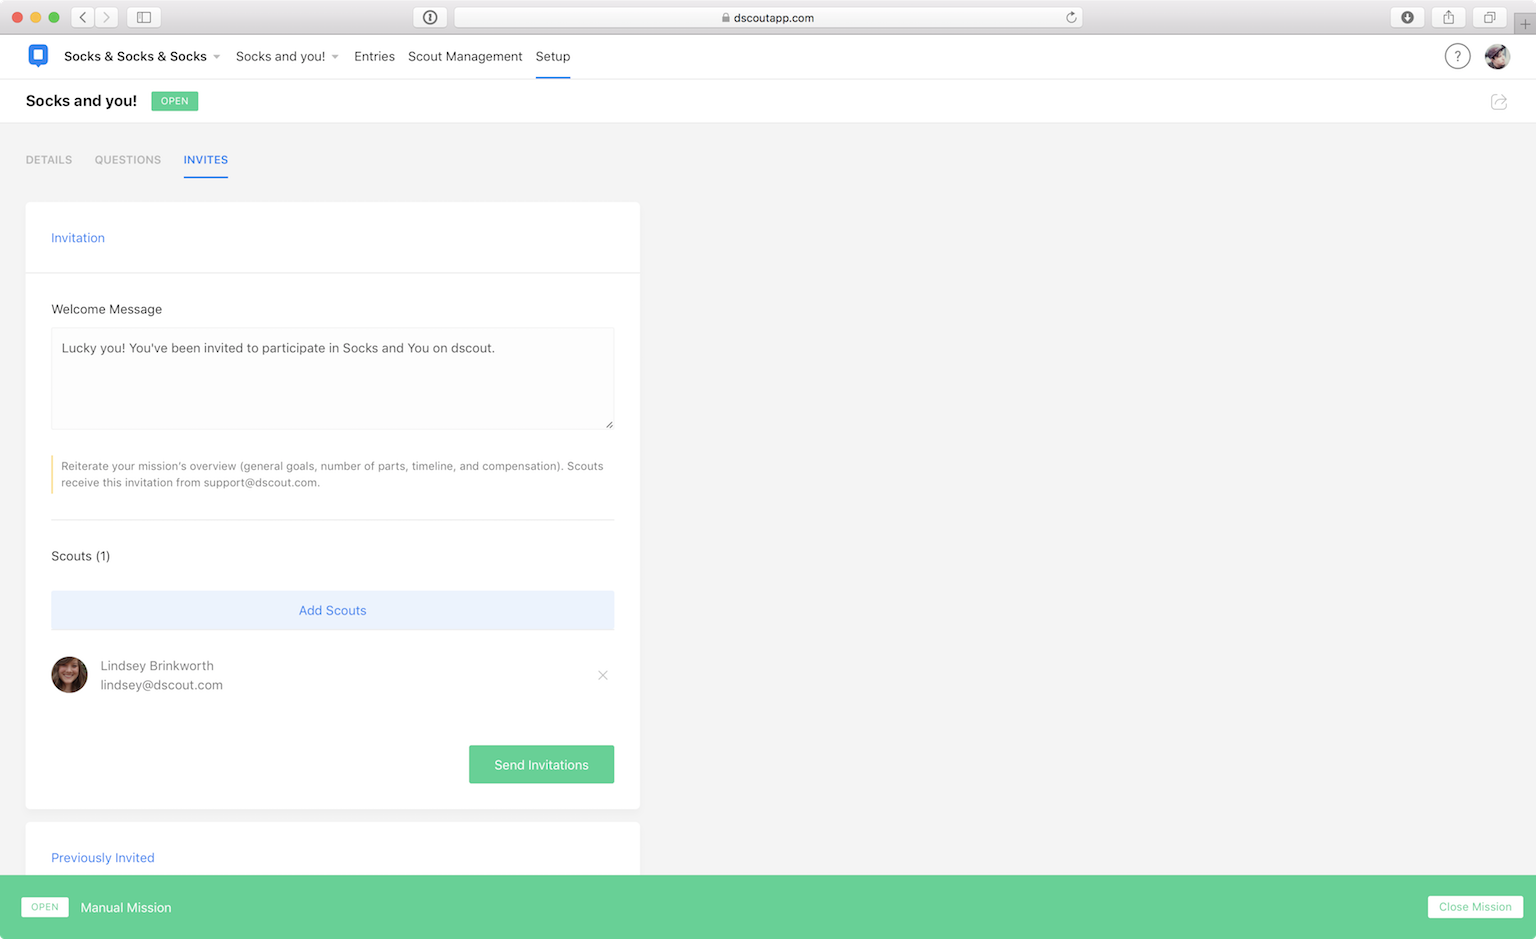 dscoutapp.com
Socks & Socks & Socks Socks and you! Entries Scout Management Setup ?
Socks and you! OPEN
DETAILS QUESTIONS INVITES
Invitation
Welcome Message
Lucky you! You've been invited to participate in Socks and You on dscout.
Reiterate your mission's overview (general goals, number of parts, timeline, and compensation). Scouts
receive this invitation from support@dscout.com.
Scouts (1)
Add Scouts
Lindsey Brinkworth
lindsey@dscout.com
Send Invitations
Previously Invited
OPEN Manual Mission Close Mission